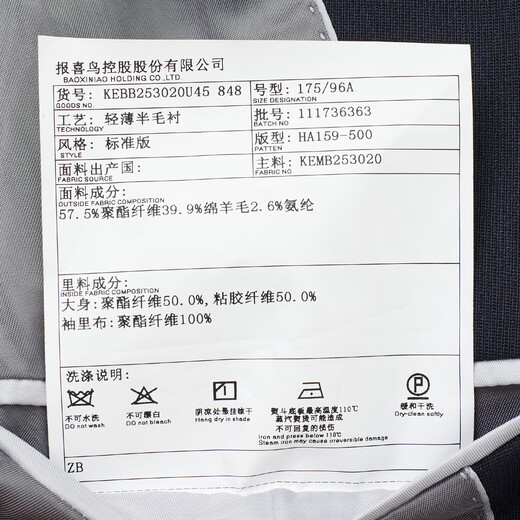 报喜鸟控股股份有限公司
BAOXINIAO HOLDING CO.,LTD
货号: KEBB253020U45 848
GOODS NO.
号型: 175/96A
SIZE DESIGNATION
工艺: 轻薄半毛衬
TECHNOLOGY
批号: 111736363
BATCH NO.
风格: 标准版
STYLE
版型: HA159-500
PATTEN
面料出产国:
FABRIC SOURCE
主料: KEMB253020
FABRIC NO.
面料成分:
OUTSIDE FABRIC COMPOSITION
57.5%聚酯纤维39.9%绵羊毛2.6%氨纶
里料成分:
INSIDE FABRIC COMPOSITION
大身: 聚酯纤维50.0%, 粘胶纤维50.0%
袖里布: 聚酯纤维100%
洗涤说明:
不可水洗
Do not wash
不可漂白
Do not bleach
阴凉处悬挂晾干
Hang dry in shade
熨斗底板最高温度110℃
蒸汽熨烫可能造成
不可回复的损伤
Iron and press below 110℃
Steam iron may cause irreversible damage
P
缓和干洗
Dry-clean softly
ZB